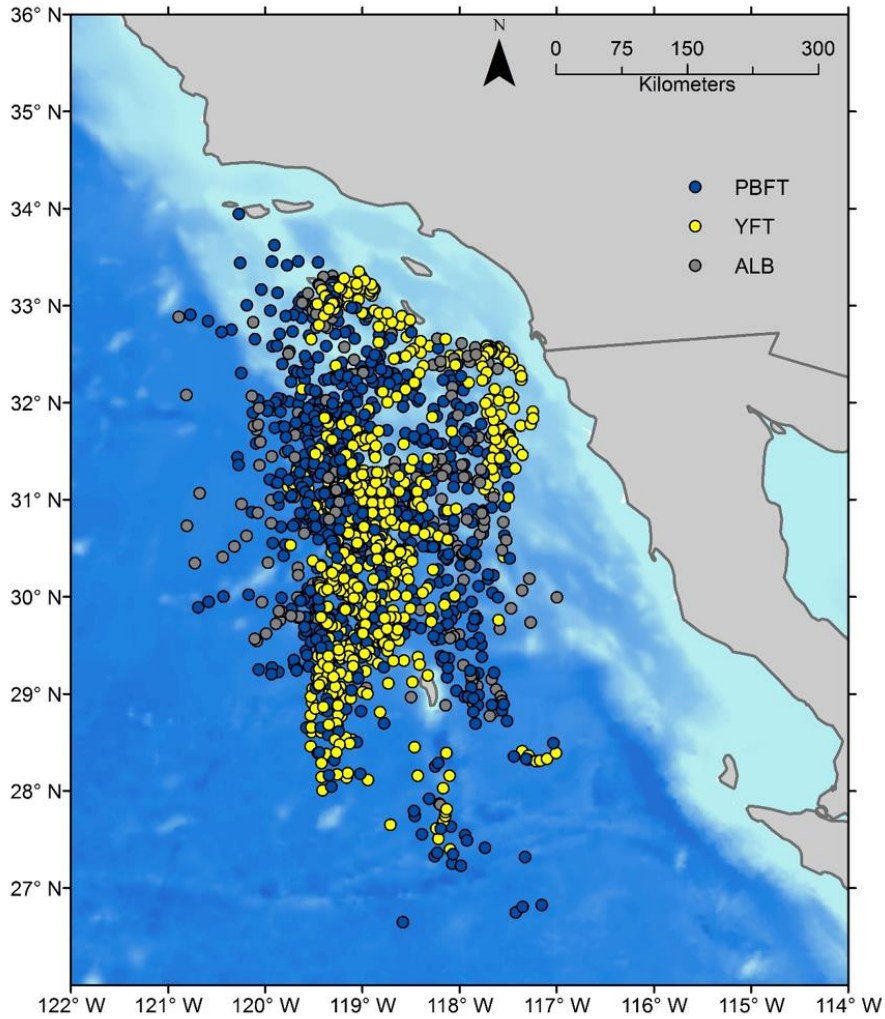 36° N
N
0 75 150 300
Kilometers
35° N
34° N
PBFT
YFT
ALB
33° N
32° N
31° N
30° N
29° N
28° N
27° N
122° W 121° W 120° W 119° W 118° W 117° W 116° W 115° W 114° W